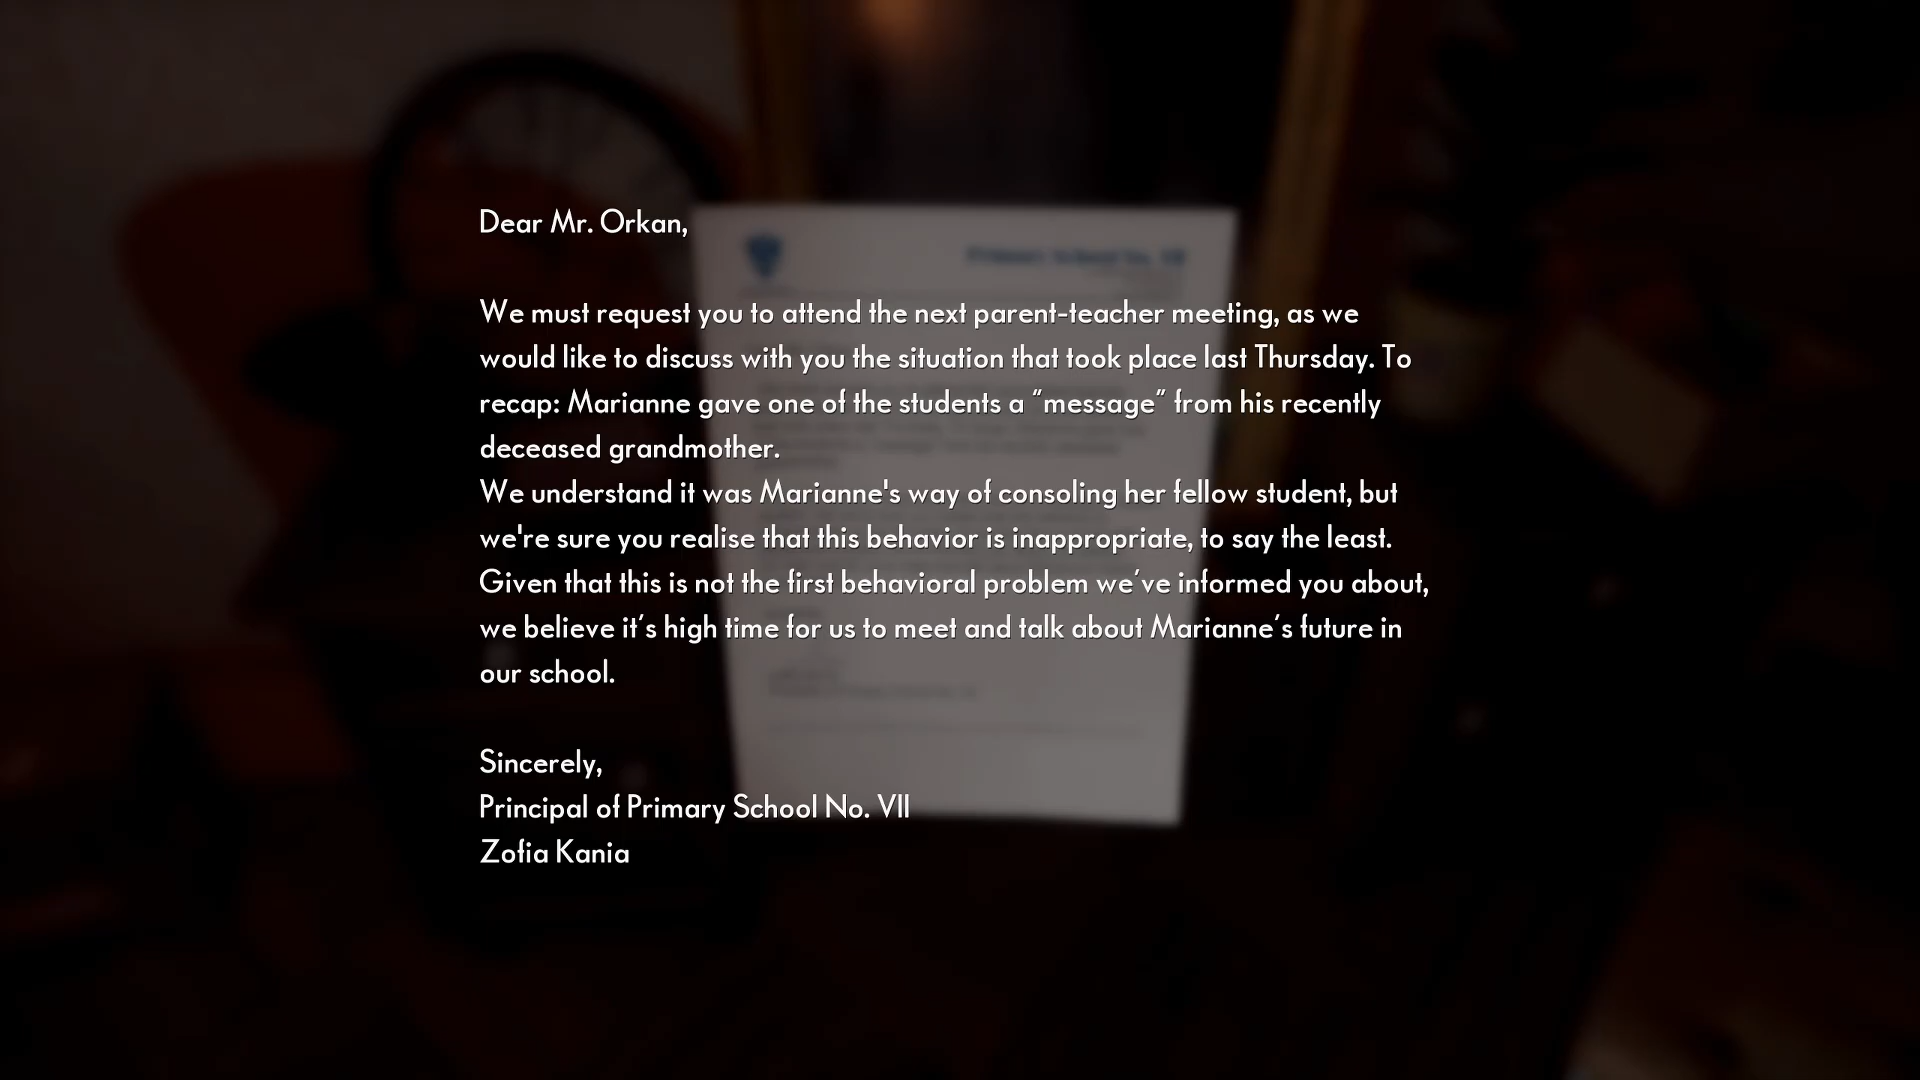 Dear Mr. Orkan,
Primary School No. VII
We must request you to attend the next parent-teacher meeting, as we
would like to discuss with you the situation that took place last Thursday. To
recap: Marianne gave one of the students a “message” from his recently
deceased grandmother.
We understand it was Marianne's way of consoling her fellow student, but
we're sure you realise that this behavior is inappropriate, to say the least.
Given that this is not the first behavioral problem we’ve informed you about,
we believe it’s high time for us to meet and talk about Marianne’s future in
our school.
Sincerely,
Principal of Primary School No. VII
Zofia Kania